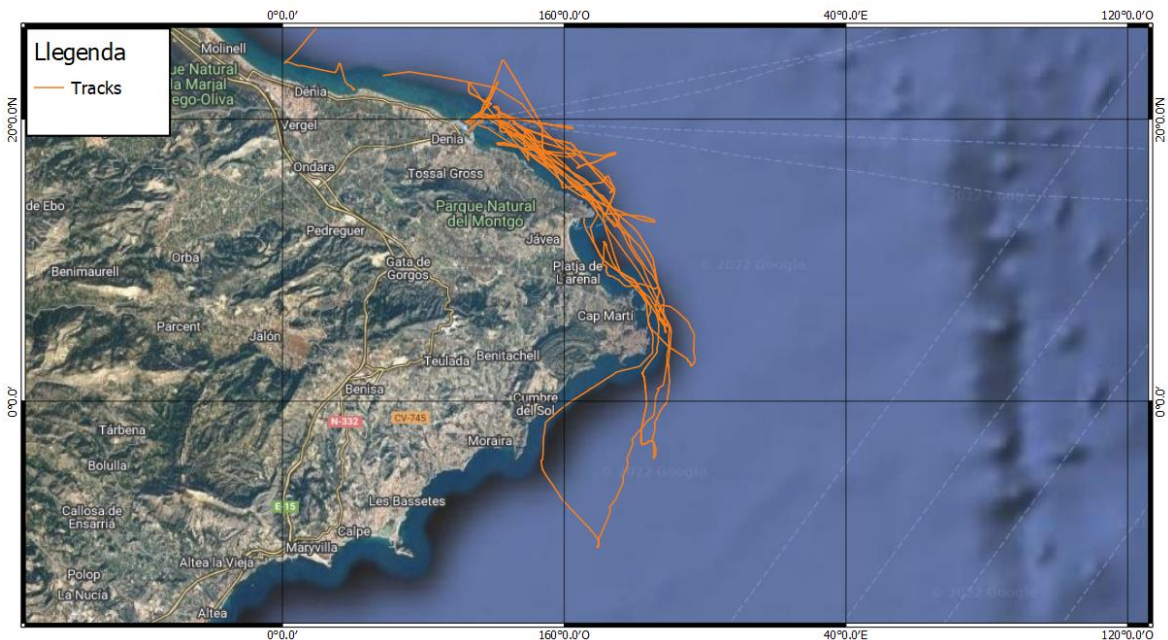 0°0.0'
160°0.0'O
40°0.0'E
120°0.0'O
Llegenda
Tracks
Molinell
ue Natural
la Marjal
ego-Oliva
Dénia
Vergel
20°0.0'N
20°0.0'N
Denia
Ondara
Tossal Gross
de Ebo
Parque Natural
del Montgó
Pedreguer
Jávea
Orba
Gata de
Gorgos
Platja de
L'arenal
Benimaurell
© 2022 Google
Cap Martí
Parcent
Jalón
Benitachell
Teulada
Benisa
Cumbre
del Sol
0°0.0'
0°0.0'
N-332
CV-745
Tárbena
Moraira
Bolulla
© 2022 Google
Les Bassetes
Callosa de
Ensarriá
E-15
Calpe
Maryvilla
Altea la Vieja
Polop
La Nucía
© 2022 Google
Altea
0°0.0'
160°0.0'O
40°0.0'E
120°0.0'O